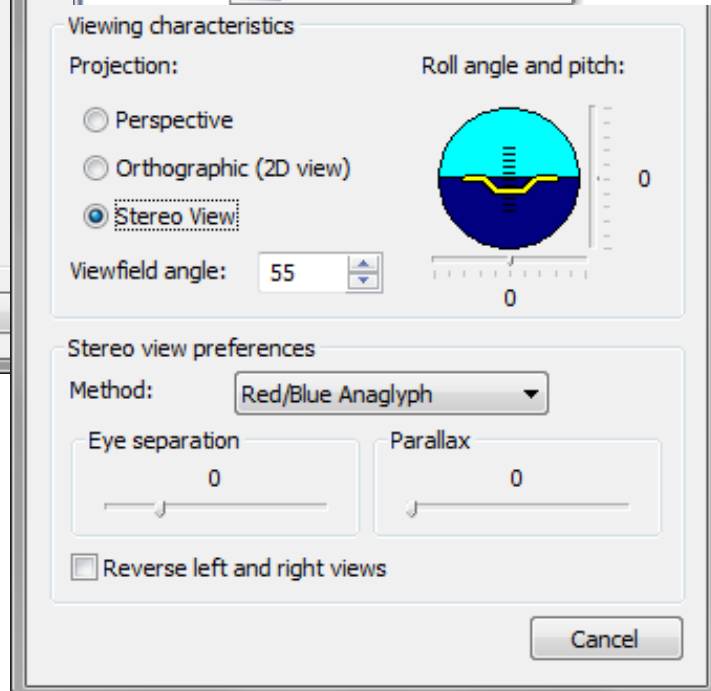 Viewing characteristics
Projection:
Roll angle and pitch:
Perspective
Orthographic (2D view)
0
Stereo View
Viewfield angle: 55
0
Stereo view preferences
Method: Red/Blue Anaglyph
Eye separation
Parallax
0
0
Reverse left and right views
Cancel